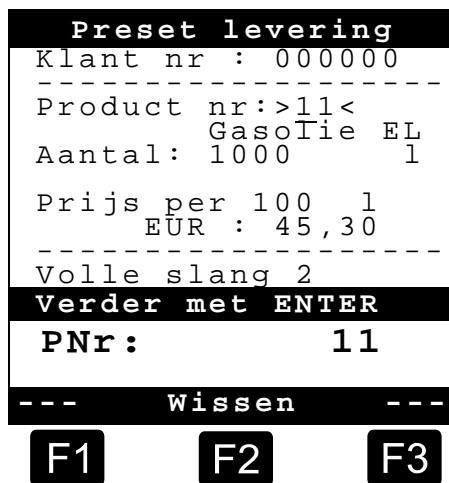 Preset levering
Klant nr : 000000
-------------------
Product nr:>11<
Gasolie EL
Aantal: 1000 l
Prijs per 100 l
EUR : 45,30
-------------------
Volle slang 2
Verder met ENTER
PNr: 11
--- Wissen ---
F1 F2 F3